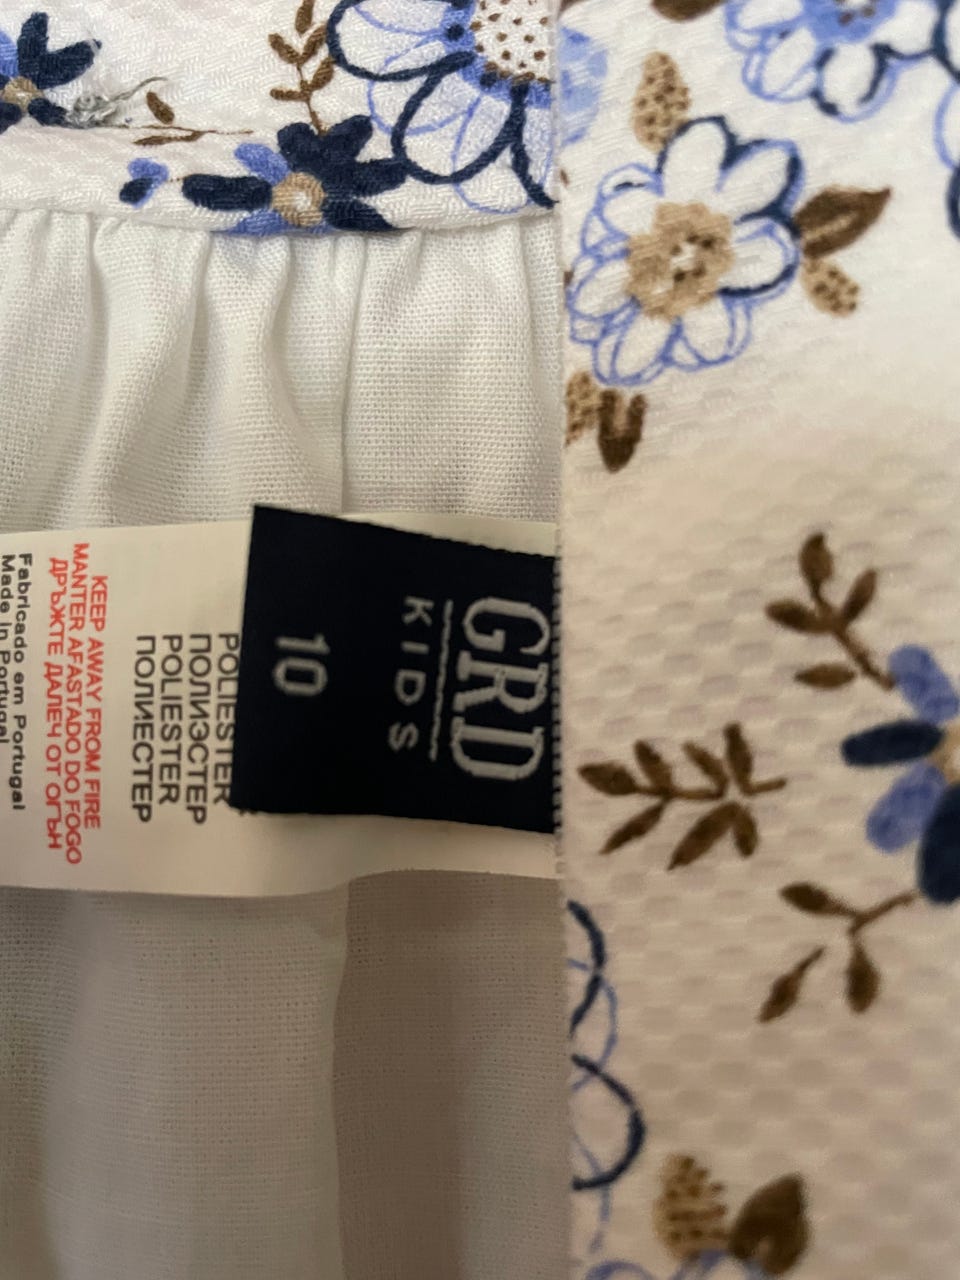 GRD
KIDS
10
POLIESTER
ПОЛИЭСТЕР
POLIESTER
ПОЛИЕСТЕР
KEEP AWAY FROM FIRE
MANTER AFASTADO DO FOGO
ДРЪЖТЕ ДАЛЕЧ ОТ ОГЪН
Fabricado em Portugal
Made in Portugal